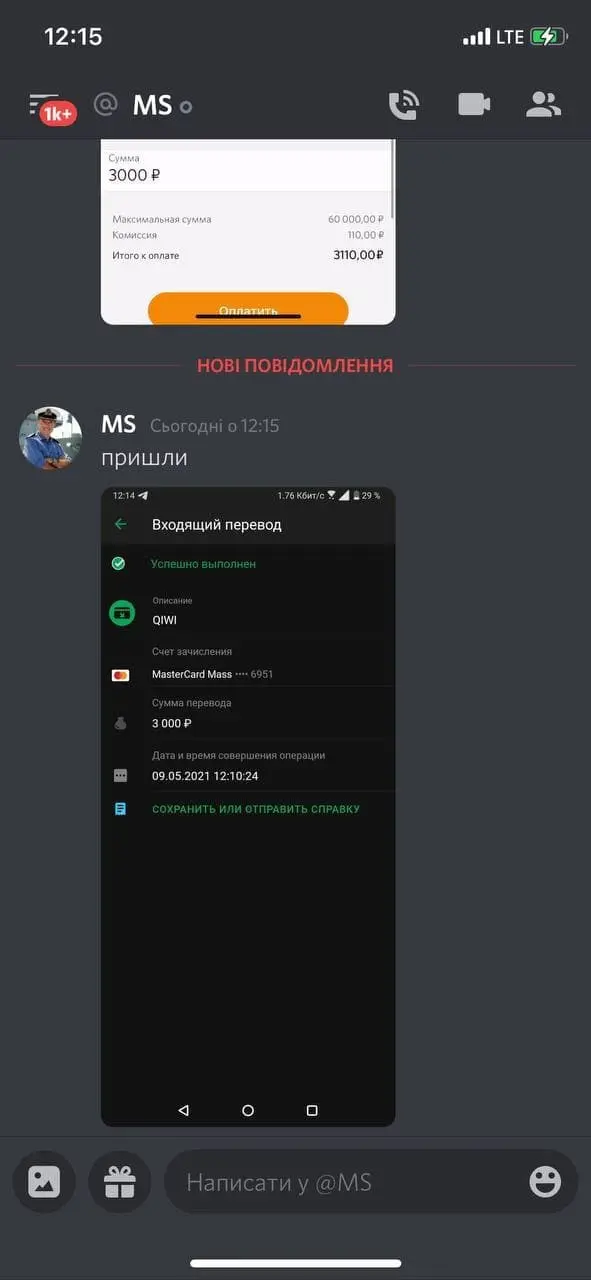 12:15
LTE
1k+
@ MS
Сумма
3000 ₽
Максимальная сумма 60 000,00 ₽
Комиссия 110,00 ₽
Итого к оплате 3110,00 ₽
Оплатить
НОВІ ПОВІДОМЛЕННЯ
MS Сьогодні о 12:15
пришли
12:14 1.76 Кбит/с 29 %
Входящий перевод
Успешно выполнен
Описание
QIWI
Счет зачисления
MasterCard Mass •••• 6951
Сумма перевода
3 000 ₽
Дата и время совершения операции
09.05.2021 12:10:24
СОХРАНИТЬ ИЛИ ОТПРАВИТЬ СПРАВКУ
Написати у @MS